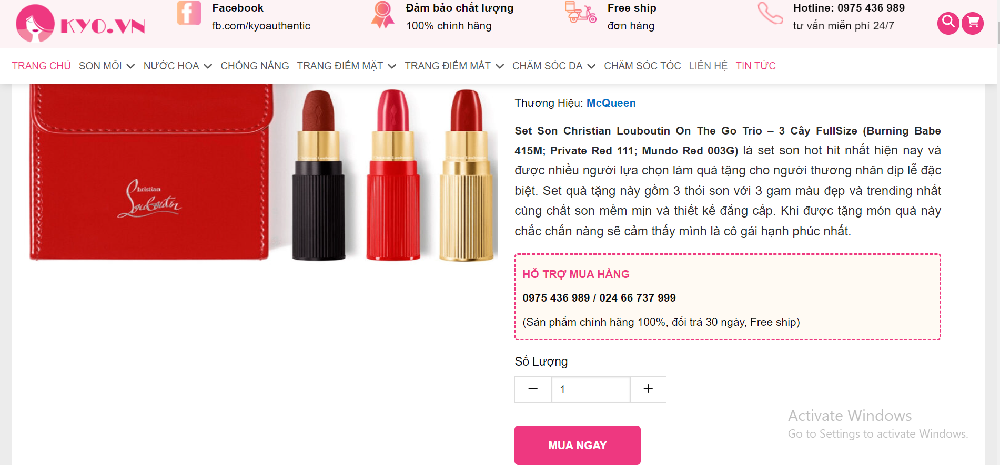 KYO.VN
Facebook
fb.com/kyoauthentic
Đảm bảo chất lượng
100% chính hãng
Free ship
đơn hàng
Hotline: 0975 436 989
tư vấn miễn phí 24/7
TRANG CHỦ SON MÔI NƯỚC HOA CHỐNG NẮNG TRANG ĐIỂM MẶT TRANG ĐIỂM MẮT CHĂM SÓC DA CHĂM SÓC TÓC LIÊN HỆ TIN TỨC
Christian
Louboutin
Christian Louboutin
Christian Louboutin
Christian Louboutin
Thương Hiệu: McQueen
Set Son Christian Louboutin On The Go Trio – 3 Cây FullSize (Burning Babe
415M; Private Red 111; Mundo Red 003G) là set son hot hit nhất hiện nay và
được nhiều người lựa chọn làm quà tặng cho người thương nhân dịp lễ đặc
biệt. Set quà tặng này gồm 3 thỏi son với 3 gam màu đẹp và trending nhất
cùng chất son mềm mịn và thiết kế đẳng cấp. Khi được tặng món quà này
chắc chắn nàng sẽ cảm thấy mình là cô gái hạnh phúc nhất.
HỖ TRỢ MUA HÀNG
0975 436 989 / 024 66 737 999
(Sản phẩm chính hãng 100%, đổi trả 30 ngày, Free ship)
Số Lượng
− 1 +
MUA NGAY
Activate Windows
Go to Settings to activate Windows.